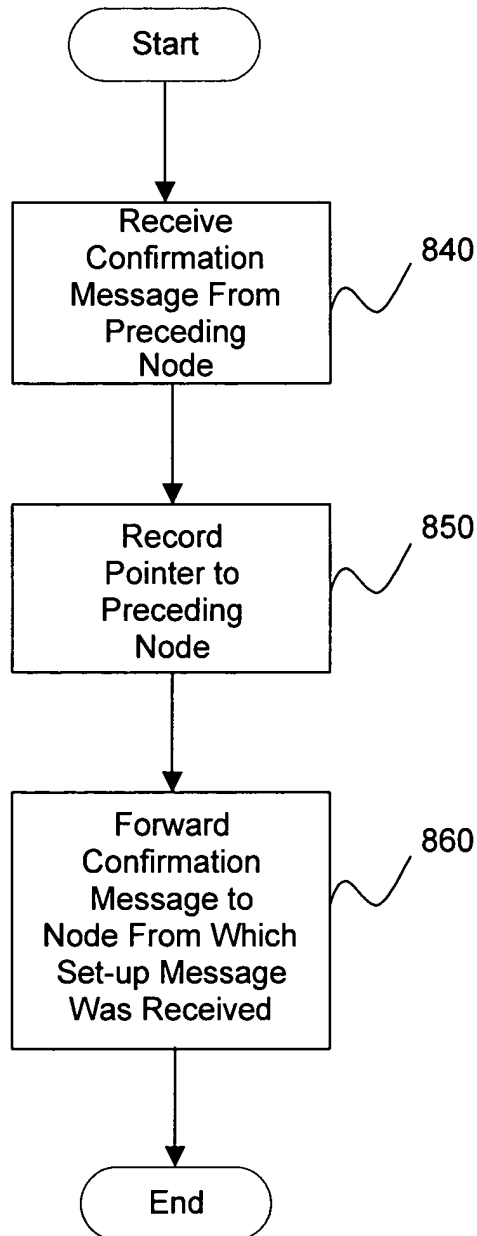 Start
Receive
Confirmation
Message From
Preceding
Node
840
Record
Pointer to
Preceding
Node
850
Forward
Confirmation
Message to
Node From Which
Set-up Message
Was Received
860
End